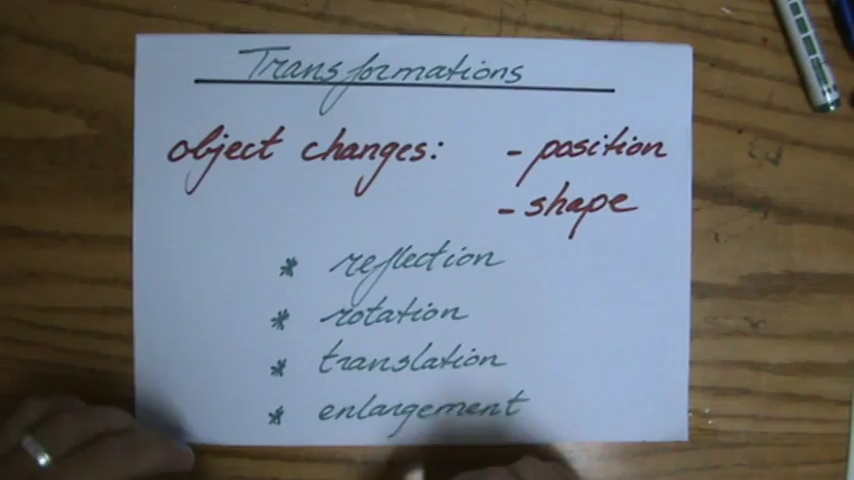 Transformations
object changes: - position
- shape
* reflection
* rotation
* translation
* enlargement